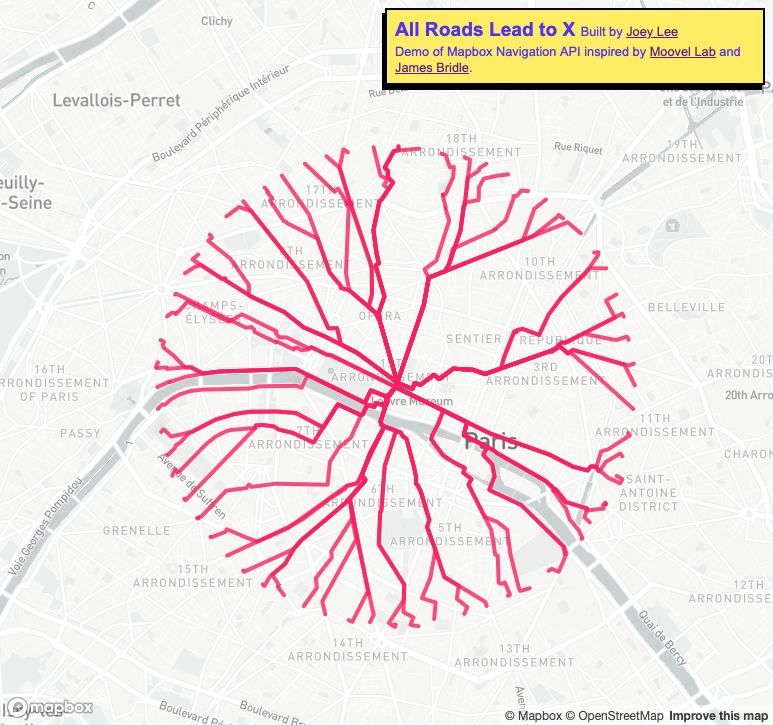 All Roads Lead to X Built by Joey Lee
Demo of Mapbox Navigation API inspired by Moovel Lab and
James Bridle.
Clichy
Levallois-Perret
Boulevard Périphérique Intérieur
et de l'Industrie
18TH
ARRONDISSEMENT
Rue Riquet
19TH
ARRONDISSEMENT
euilly-
-Seine
17TH
ARRONDISSEMENT
8TH
ARRONDISSEMENT
10TH
ARRONDISSEMENT
CHAMPS-
ÉLYSÉES
OPÉRA
BELLEVILLE
SENTIER
RÉPUBLIQUE
16TH
ARRONDISSEMENT
OF PARIS
ARRONDISSEMENT
3RD
ARRONDISSEMENT
20TH
ARRO
20th Arro
Louvre Museum
PASSY
7TH
ARRONDISSEMENT
Paris
11TH
ARRONDISSEMENT
CHARON
Avenue de Suffren
6TH
ARRONDISSEMENT
SAINT-
ANTOINE
DISTRICT
Voie Georges Pompidou
GRENELLE
5TH
ARRONDISSEMENT
15TH
ARRONDISSEMENT
12TH
ARRONDISSEME
14TH
ARRONDISSEMENT
13TH
ARRONDISSEMENT
Quai de Bercy
mapbox
© Mapbox © OpenStreetMap Improve this map